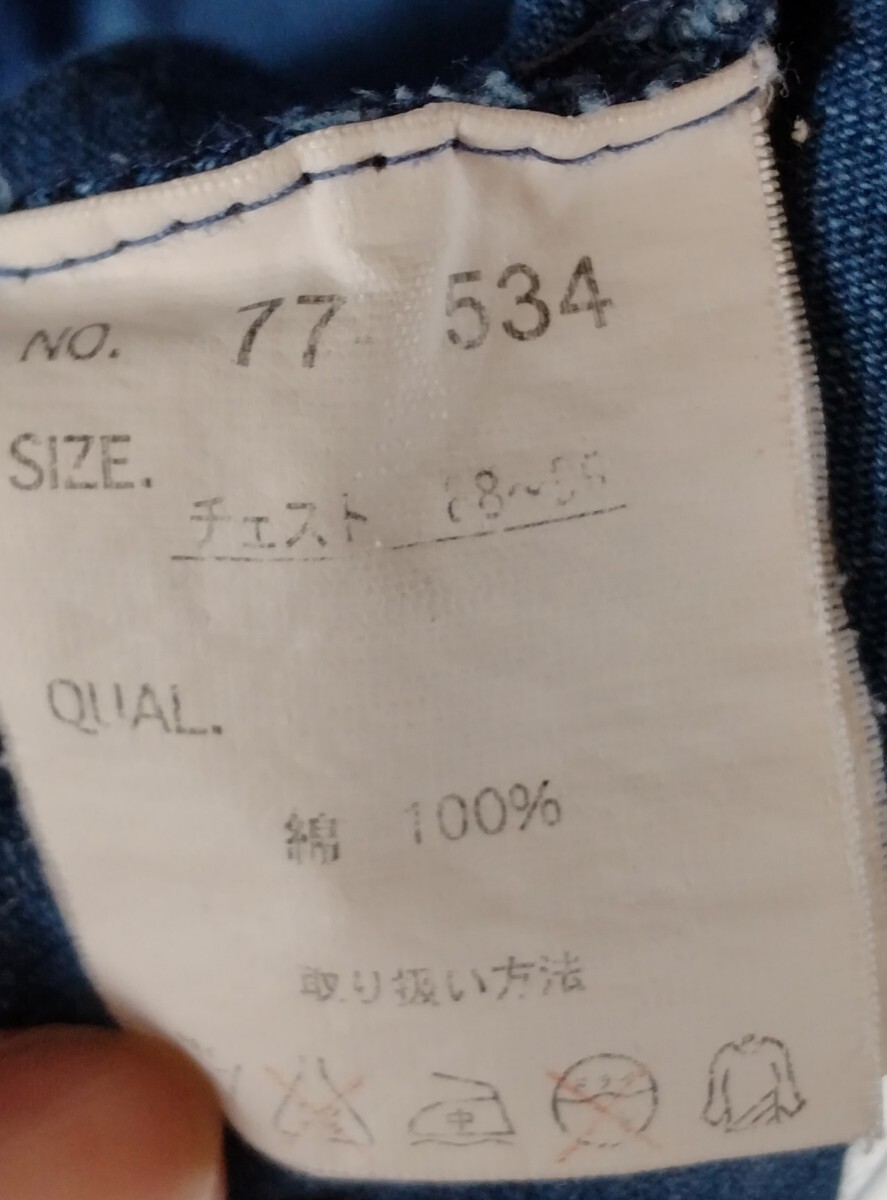 NO. 77 534
SIZE.
チェスト
QUAL.
綿 100%
取り扱い方法
中